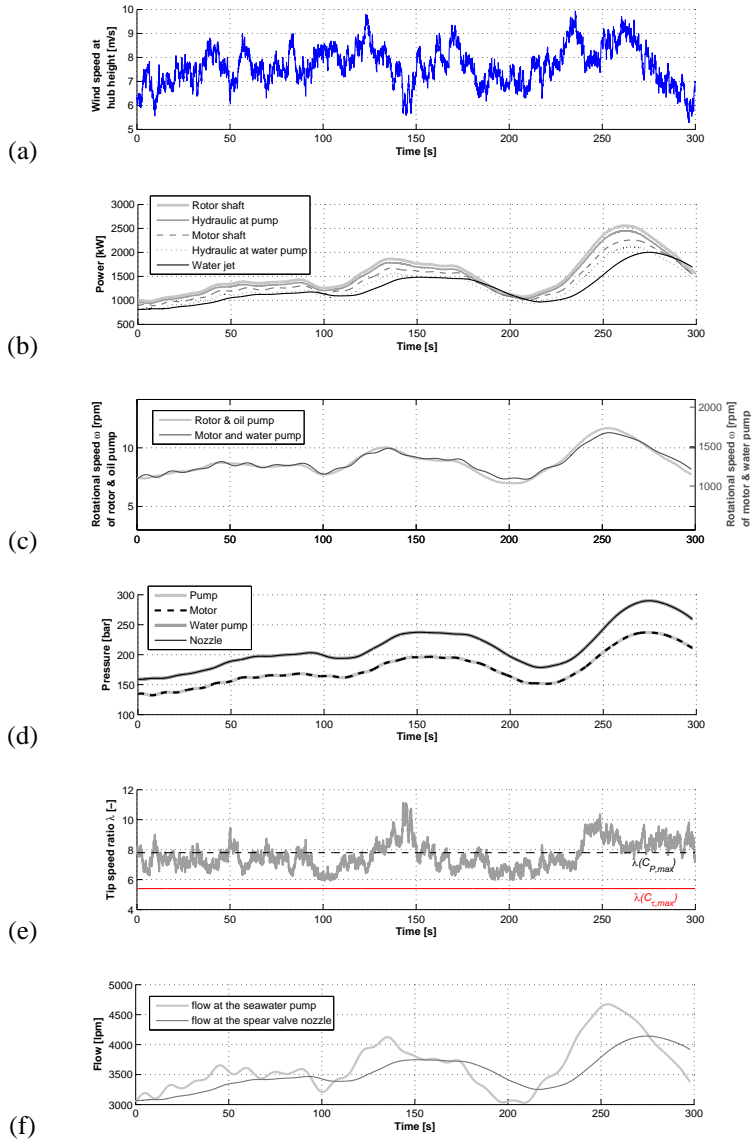 10
9
8
7
6
5
0
50
100
150
200
250
300
Wind speed at
hub height [m/s]
Time [s]
(a)
3000
2500
2000
1500
1000
500
0
50
100
150
200
250
300
Power [kW]
Rotor shaft
Hydraulic at pump
Motor shaft
Hydraulic at water pump
Water jet
Time [s]
(b)
10
5
0
50
100
150
200
250
300
2000
1500
1000
Rotational speed ω [rpm]
of rotor & oil pump
Rotor & oil pump
Motor and water pump
Rotational speed ω [rpm]
of motor & water pump
Time [s]
(c)
300
250
200
150
100
0
50
100
150
200
250
300
Pressure [bar]
Pump
Motor
Water pump
Nozzle
Time [s]
(d)
12
10
8
6
4
0
50
100
150
200
250
300
Tip speed ratio λ [–]
λ(C_P,max)
λ(C_τ,max)
Time [s]
(e)
5000
4500
4000
3500
3000
0
50
100
150
200
250
300
Flow [lpm]
flow at the seawater pump
flow at the spear valve nozzle
Time [s]
(f)